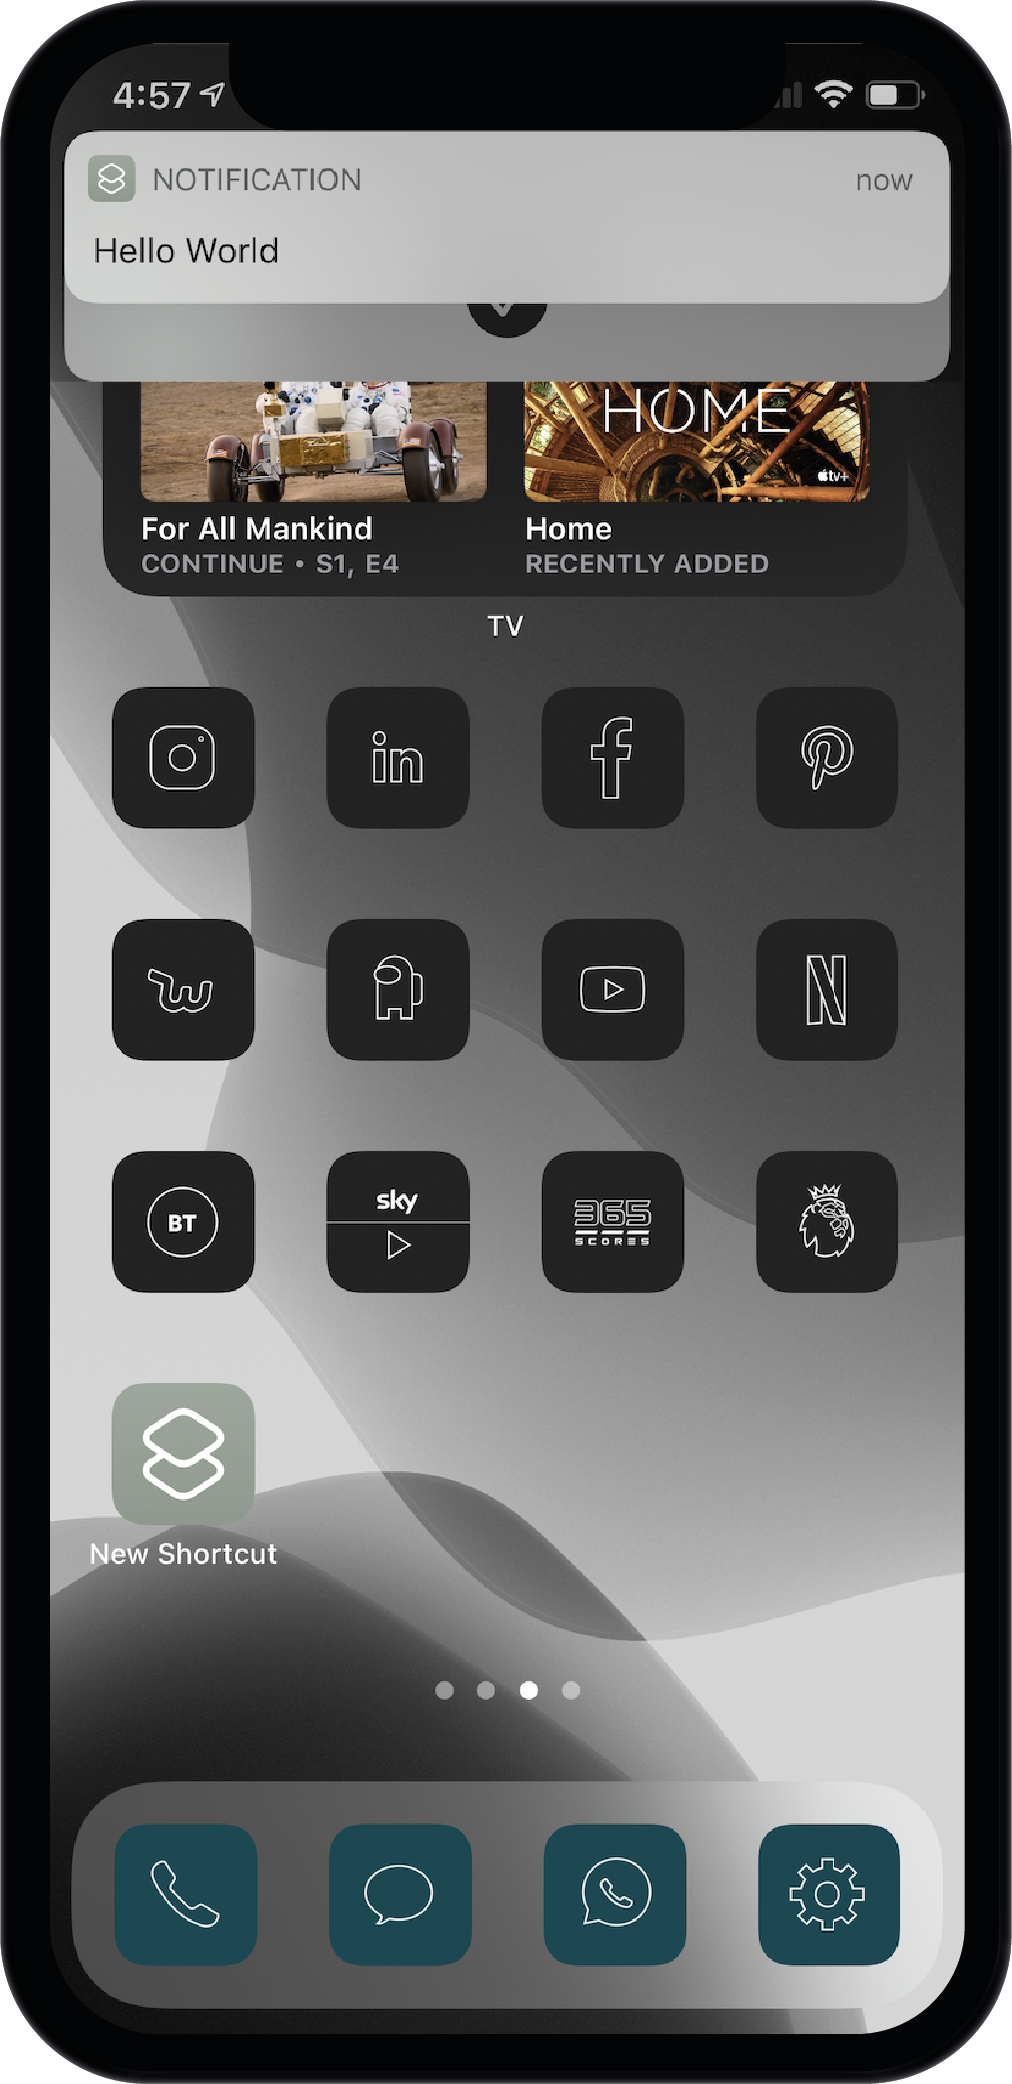 4:57
NOTIFICATION now
Hello World
HOME
tv+
For All Mankind Home
CONTINUE • S1, E4 RECENTLY ADDED
TV
in
BT
sky
365
SCORES
New Shortcut